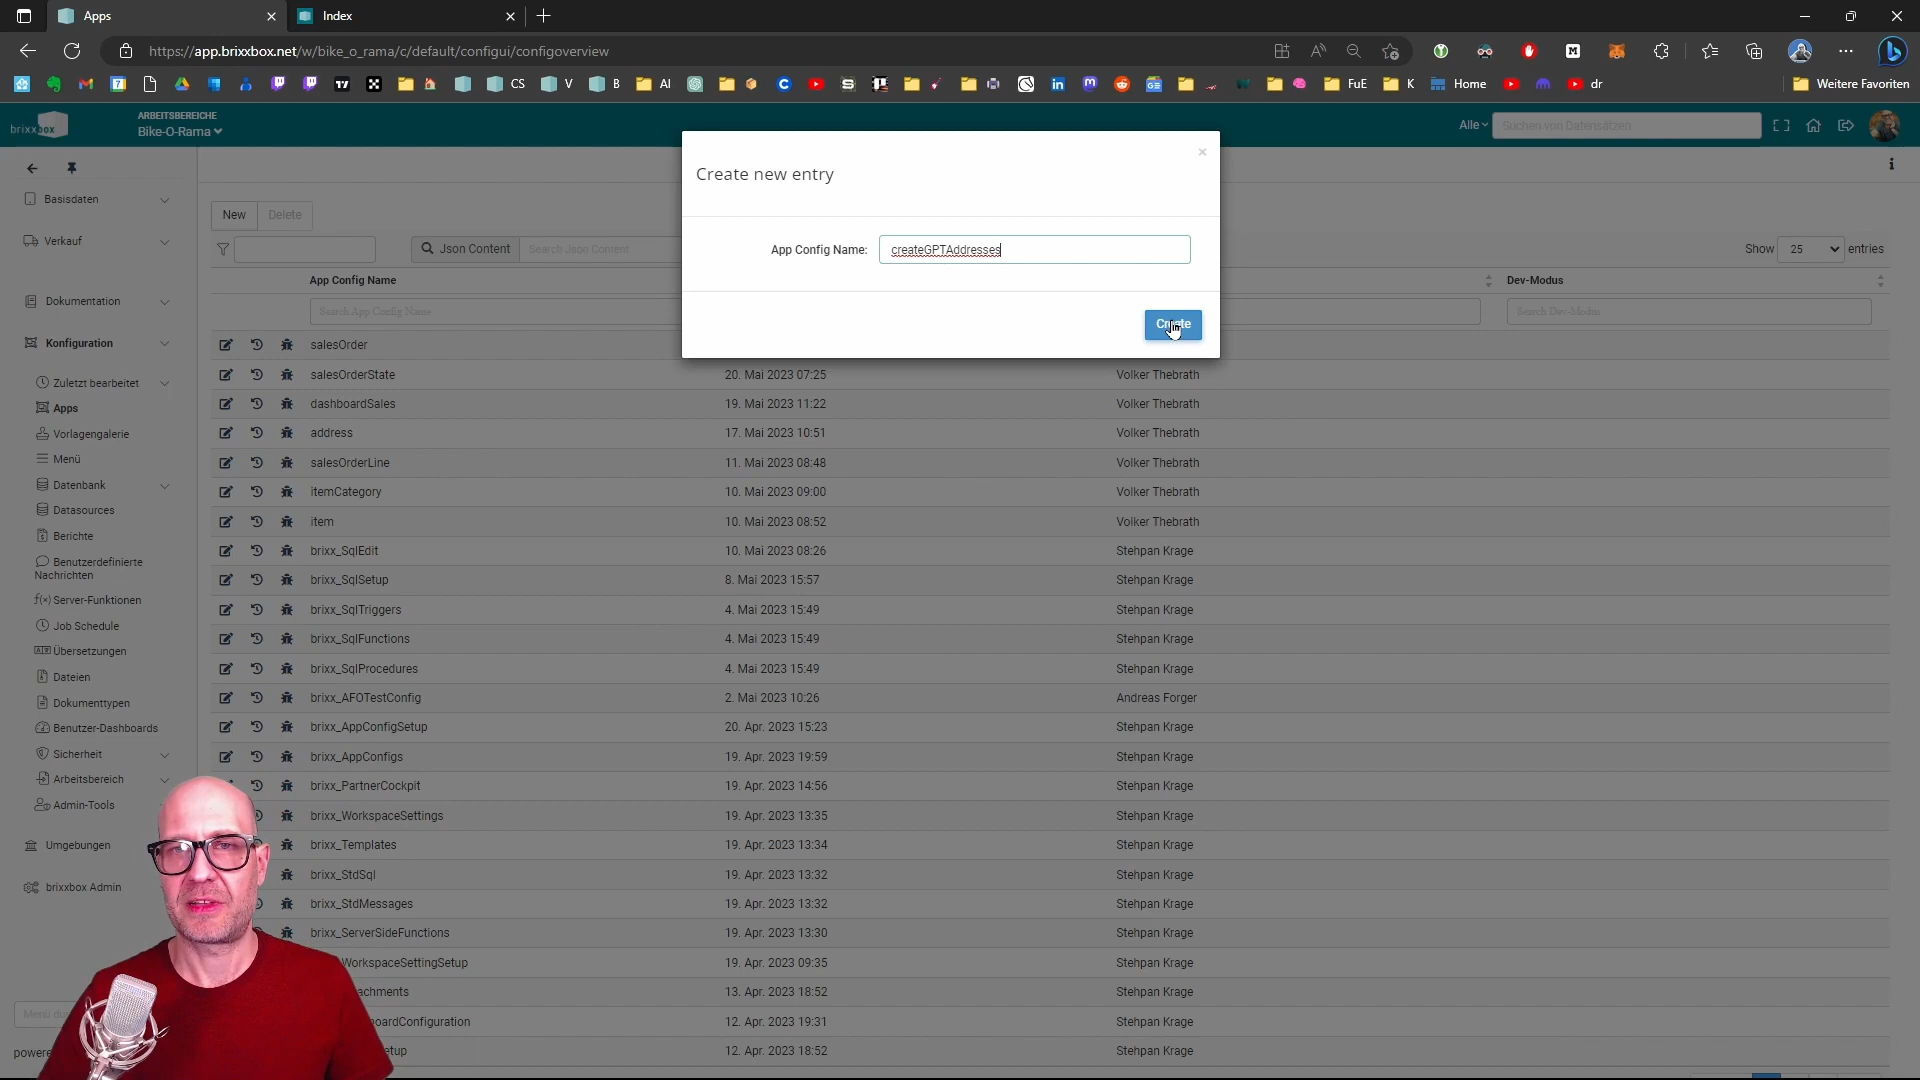 Apps
Index
https://app.brixxbox.net/w/bike_o_rama/c/default/configui/configoverview
CS
V
B
AI
FuE
K
Home
dr
Weitere Favoriten
brixxbox
ARBEITSBEREICHE
Bike-O-Rama
Alle
Suchen von Datensätzen
Create new entry
App Config Name:
createGPTAddresses
Create
Basisdaten
Verkauf
Dokumentation
Konfiguration
Zuletzt bearbeitet
Apps
Vorlagengalerie
Menü
Datenbank
Datasources
Berichte
Benutzerdefinierte
Nachrichten
f(x) Server-Funktionen
Job Schedule
Übersetzungen
Dateien
Dokumenttypen
Benutzer-Dashboards
Sicherheit
Arbeitsbereich
Admin-Tools
Umgebungen
brixxbox Admin
Menü du
powere
New
Delete
Json Content
Search Json Content
Show 25 entries
App Config Name
Dev-Modus
Search App Config Name
Search Dev-Modus
salesOrder
salesOrderState 20. Mai 2023 07:25 Volker Thebrath
dashboardSales 19. Mai 2023 11:22 Volker Thebrath
address 17. Mai 2023 10:51 Volker Thebrath
salesOrderLine 11. Mai 2023 08:48 Volker Thebrath
itemCategory 10. Mai 2023 09:00 Volker Thebrath
item 10. Mai 2023 08:52 Volker Thebrath
brixx_SqlEdit 10. Mai 2023 08:26 Stehpan Krage
brixx_SqlSetup 8. Mai 2023 15:57 Stehpan Krage
brixx_SqlTriggers 4. Mai 2023 15:49 Stehpan Krage
brixx_SqlFunctions 4. Mai 2023 15:49 Stehpan Krage
brixx_SqlProcedures 4. Mai 2023 15:49 Stehpan Krage
brixx_AFOTestConfig 2. Mai 2023 10:26 Andreas Forger
brixx_AppConfigSetup 20. Apr. 2023 15:23 Stehpan Krage
brixx_AppConfigs 19. Apr. 2023 19:59 Stehpan Krage
brixx_PartnerCockpit 19. Apr. 2023 14:56 Stehpan Krage
brixx_WorkspaceSettings 19. Apr. 2023 13:35 Stehpan Krage
brixx_Templates 19. Apr. 2023 13:34 Stehpan Krage
brixx_StdSql 19. Apr. 2023 13:32 Stehpan Krage
brixx_StdMessages 19. Apr. 2023 13:32 Stehpan Krage
brixx_ServerSideFunctions 19. Apr. 2023 13:30 Stehpan Krage
WorkspaceSettingSetup 19. Apr. 2023 09:35 Stehpan Krage
achments 13. Apr. 2023 18:52 Stehpan Krage
oardConfiguration 12. Apr. 2023 19:31 Stehpan Krage
etup 12. Apr. 2023 18:52 Stehpan Krage